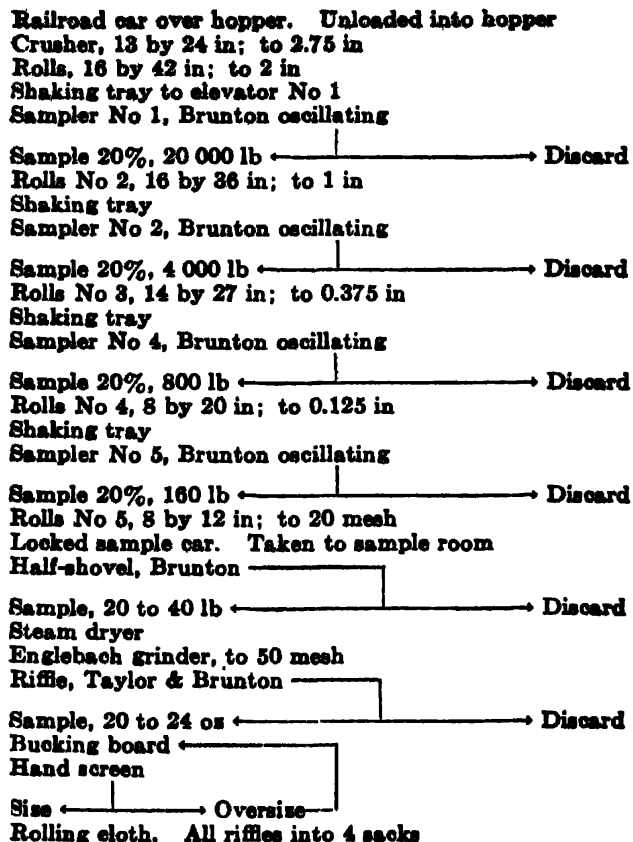 Railroad car over hopper. Unloaded into hopper
Crusher, 13 by 24 in; to 2.75 in
Rolls, 16 by 42 in; to 2 in
Shaking tray to elevator No 1
Sampler No 1, Brunton oscillating
Sample 20%, 20 000 lb Discard
Rolls No 2, 16 by 36 in; to 1 in
Shaking tray
Sampler No 2, Brunton oscillating
Sample 20%, 4 000 lb Discard
Rolls No 3, 14 by 27 in; to 0.375 in
Shaking tray
Sampler No 4, Brunton oscillating
Sample 20%, 800 lb Discard
Rolls No 4, 8 by 20 in; to 0.125 in
Shaking tray
Sampler No 5, Brunton oscillating
Sample 20%, 160 lb Discard
Rolls No 5, 8 by 12 in; to 20 mesh
Locked sample car. Taken to sample room
Half-shovel, Brunton
Sample, 20 to 40 lb Discard
Steam dryer
Englebach grinder, to 50 mesh
Riffle, Taylor & Brunton
Sample, 20 to 24 oz Discard
Bucking board
Hand screen
Size Oversize
Rolling cloth. All riffles into 4 sacks